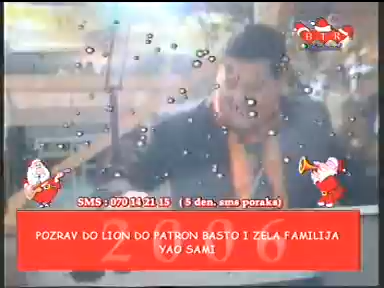 BTR
SMS : 070 14 21 15 ( 5 den. sms poraka)
2006
POZRAV DO LION DO PATRON BASTO I ZELA FAMILIJA
YAO SAMI